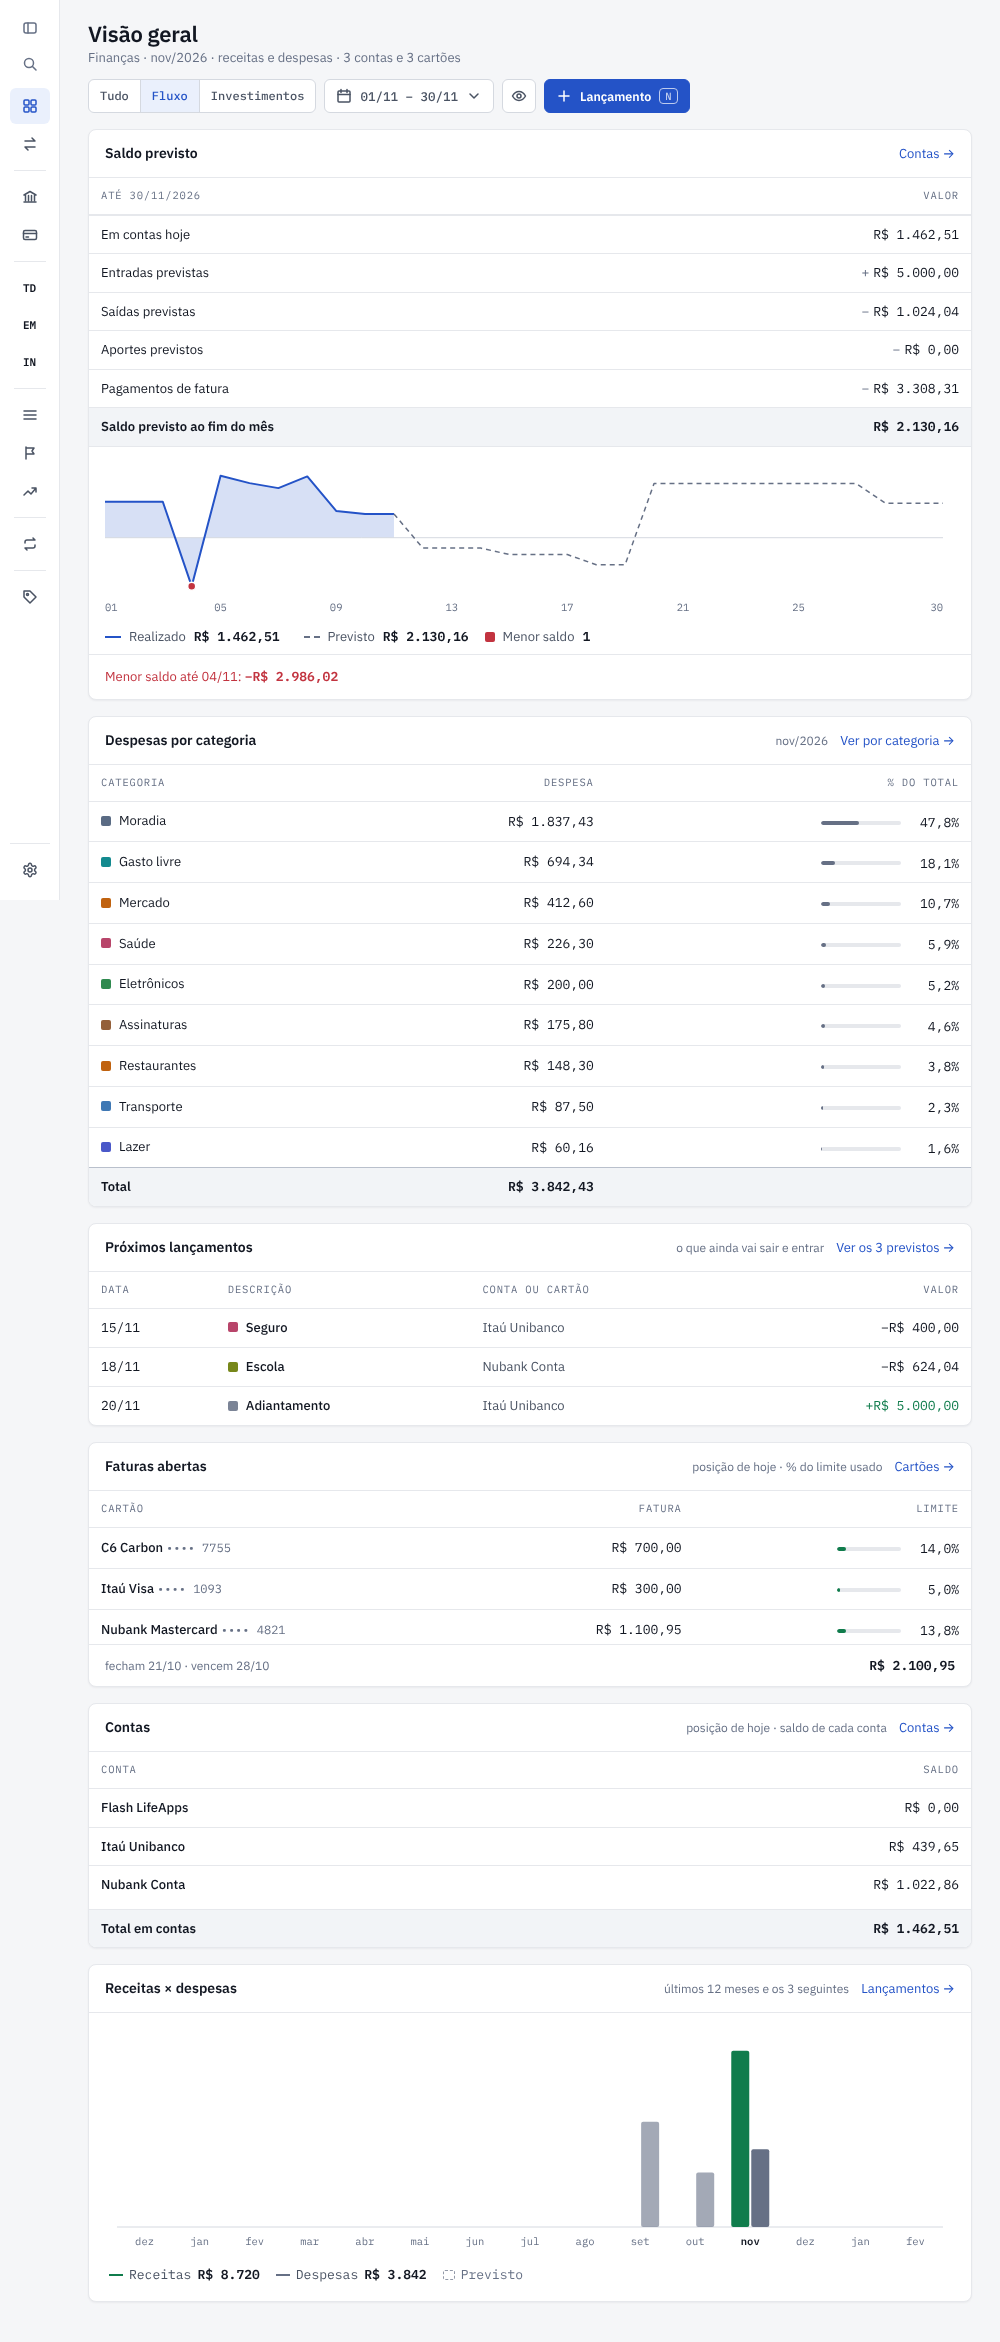 Visão geral
Finanças · nov/2026 · receitas e despesas · 3 contas e 3 cartões
Tudo Fluxo Investimentos 01/11 – 30/11 Lançamento N
TD
EM
IN
Saldo previsto Contas →
ATÉ 30/11/2026 VALOR
Em contas hoje R$ 1.462,51
Entradas previstas + R$ 5.000,00
Saídas previstas – R$ 1.024,04
Aportes previstos – R$ 0,00
Pagamentos de fatura – R$ 3.308,31
Saldo previsto ao fim do mês R$ 2.130,16
01 05 09 13 17 21 25 30
Realizado R$ 1.462,51 Previsto R$ 2.130,16 Menor saldo 1
Menor saldo até 04/11: –R$ 2.986,02
Despesas por categoria nov/2026 Ver por categoria →
CATEGORIA DESPESA % DO TOTAL
Moradia R$ 1.837,43 47,8%
Gasto livre R$ 694,34 18,1%
Mercado R$ 412,60 10,7%
Saúde R$ 226,30 5,9%
Eletrônicos R$ 200,00 5,2%
Assinaturas R$ 175,80 4,6%
Restaurantes R$ 148,30 3,8%
Transporte R$ 87,50 2,3%
Lazer R$ 60,16 1,6%
Total R$ 3.842,43
Próximos lançamentos o que ainda vai sair e entrar Ver os 3 previstos →
DATA DESCRIÇÃO CONTA OU CARTÃO VALOR
15/11 Seguro Itaú Unibanco –R$ 400,00
18/11 Escola Nubank Conta –R$ 624,04
20/11 Adiantamento Itaú Unibanco +R$ 5.000,00
Faturas abertas posição de hoje · % do limite usado Cartões →
CARTÃO FATURA LIMITE
C6 Carbon •••• 7755 R$ 700,00 14,0%
Itaú Visa •••• 1093 R$ 300,00 5,0%
Nubank Mastercard •••• 4821 R$ 1.100,95 13,8%
fecham 21/10 · vencem 28/10 R$ 2.100,95
Contas posição de hoje · saldo de cada conta Contas →
CONTA SALDO
Flash LifeApps R$ 0,00
Itaú Unibanco R$ 439,65
Nubank Conta R$ 1.022,86
Total em contas R$ 1.462,51
Receitas × despesas últimos 12 meses e os 3 seguintes Lançamentos →
dez jan fev mar abr mai jun jul ago set out nov dez jan fev
Receitas R$ 8.720 Despesas R$ 3.842 Previsto